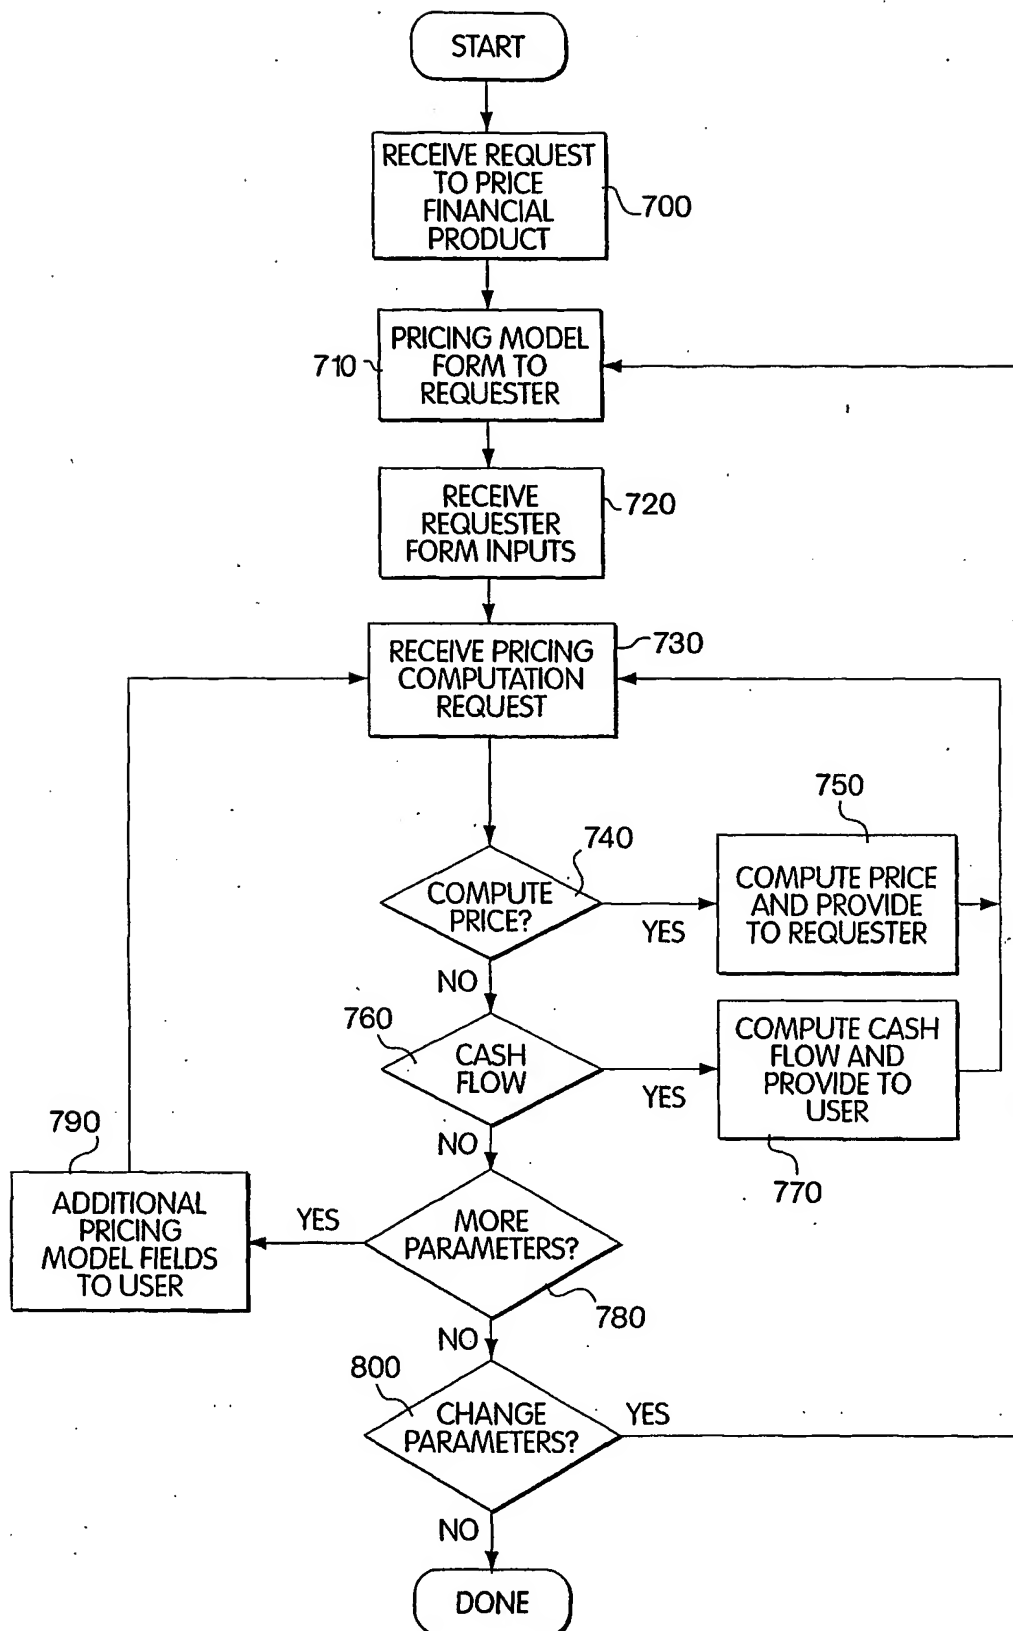 START
RECEIVE REQUEST
TO PRICE
FINANCIAL
PRODUCT
700
PRICING MODEL
FORM TO
REQUESTER
710
RECEIVE
REQUESTER
FORM INPUTS
720
RECEIVE PRICING
COMPUTATION
REQUEST
730
COMPUTE
PRICE?
740
YES
COMPUTE PRICE
AND PROVIDE
TO REQUESTER
750
NO
CASH
FLOW
760
YES
COMPUTE CASH
FLOW AND
PROVIDE TO
USER
770
NO
MORE
PARAMETERS?
780
YES
ADDITIONAL
PRICING
MODEL FIELDS
TO USER
790
NO
CHANGE
PARAMETERS?
800
YES
NO
DONE